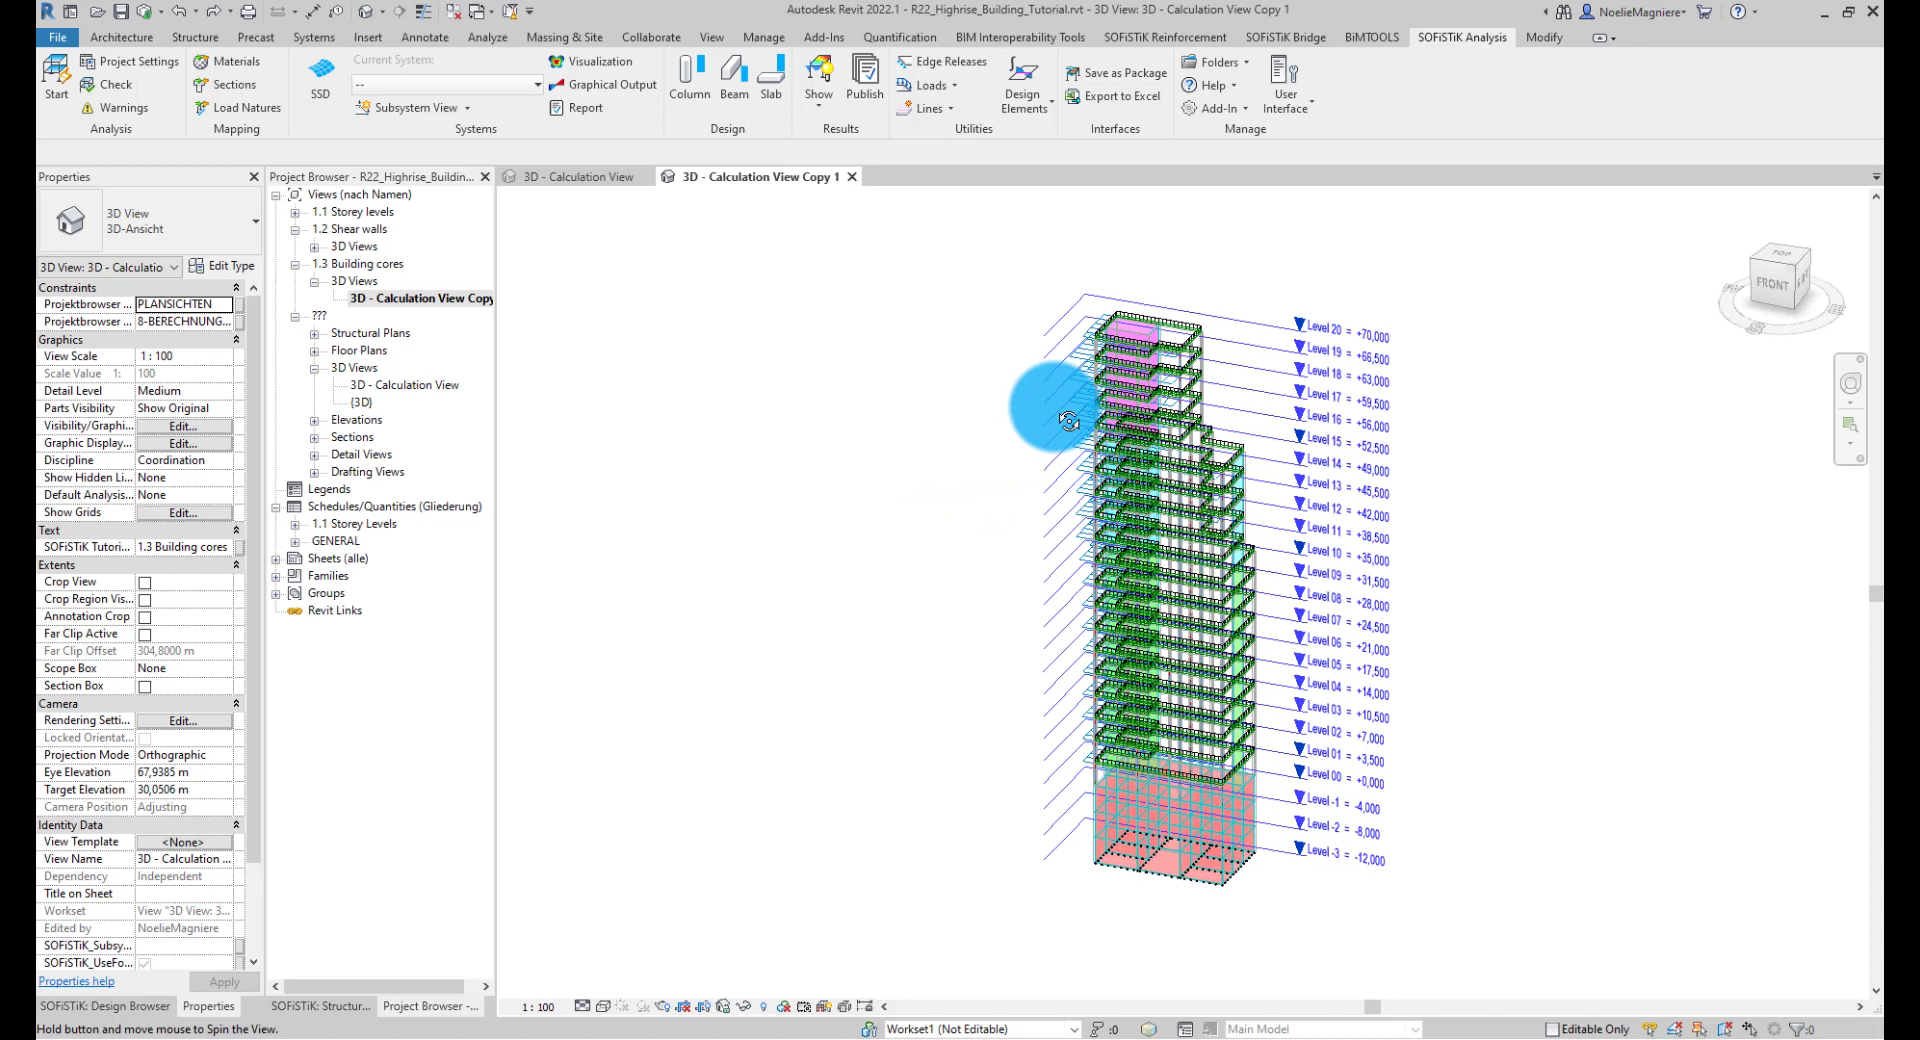 Autodesk Revit 2022.1 - R22_Highrise_Building_Tutorial.rvt - 3D View: 3D - Calculation View Copy 1
NoelieMagniere
File Architecture Structure Precast Systems Insert Annotate Analyze Massing & Site Collaborate View Manage Add-Ins Quantification BIM Interoperability Tools SOFiSTiK Reinforcement SOFiSTiK Bridge BiMTOOLS SOFiSTiK Analysis Modify
Start
Project Settings
Check
Warnings
Analysis
Materials
Sections
Load Natures
Mapping
SSD
Current System:
--
Subsystem View
Visualization
Graphical Output
Report
Systems
Column Beam Slab
Design
Show Publish
Results
Edge Releases
Loads
Lines
Design
Elements
Utilities
Save as Package
Export to Excel
Interfaces
Folders
Help
Add-In
User
Interface
Manage
Properties
3D View
3D-Ansicht
3D View: 3D - Calculatio
Edit Type
Constraints
Projektbrowser ... PLANSICHTEN
Projektbrowser ... 8-BERECHNUNG...
Graphics
View Scale 1 : 100
Scale Value 1: 100
Detail Level Medium
Parts Visibility Show Original
Visibility/Graphi... Edit...
Graphic Display... Edit...
Discipline Coordination
Show Hidden Li... None
Default Analysis... None
Show Grids Edit...
Text
SOFiSTiK Tutori... 1.3 Building cores
Extents
Crop View
Crop Region Vis...
Annotation Crop
Far Clip Active
Far Clip Offset 304,8000 m
Scope Box None
Section Box
Camera
Rendering Setti... Edit...
Locked Orientat...
Projection Mode Orthographic
Eye Elevation 67,9385 m
Target Elevation 30,0506 m
Camera Position Adjusting
Identity Data
View Template <None>
View Name 3D - Calculation ...
Dependency Independent
Title on Sheet
Workset View "3D View: 3...
Edited by NoelieMagniere
SOFiSTiK_Subsy...
SOFiSTiK_UseFo...
Properties help
Apply
SOFiSTiK: Design Browser Properties
Project Browser - R22_Highrise_Buildin...
Views (nach Namen)
1.1 Storey levels
1.2 Shear walls
3D Views
1.3 Building cores
3D Views
3D - Calculation View Copy
???
Structural Plans
Floor Plans
3D Views
3D - Calculation View
{3D}
Elevations
Sections
Detail Views
Drafting Views
Legends
Schedules/Quantities (Gliederung)
1.1 Storey Levels
GENERAL
Sheets (alle)
Families
Groups
Revit Links
SOFiSTiK: Structur... Project Browser -...
3D - Calculation View
3D - Calculation View Copy 1
TOP
FRONT
Level 20 = +70,000
Level 19 = +66,500
Level 18 = +63,000
Level 17 = +59,500
Level 16 = +56,000
Level 15 = +52,500
Level 14 = +49,000
Level 13 = +45,500
Level 12 = +42,000
Level 11 = +38,500
Level 10 = +35,000
Level 09 = +31,500
Level 08 = +28,000
Level 07 = +24,500
Level 06 = +21,000
Level 05 = +17,500
Level 04 = +14,000
Level 03 = +10,500
Level 02 = +7,000
Level 01 = +3,500
Level 00 = +0,000
Level -1 = -4,000
Level -2 = -8,000
Level -3 = -12,000
1 : 100
Hold button and move mouse to Spin the View.
Workset1 (Not Editable)
:0
Main Model
Editable Only
:0